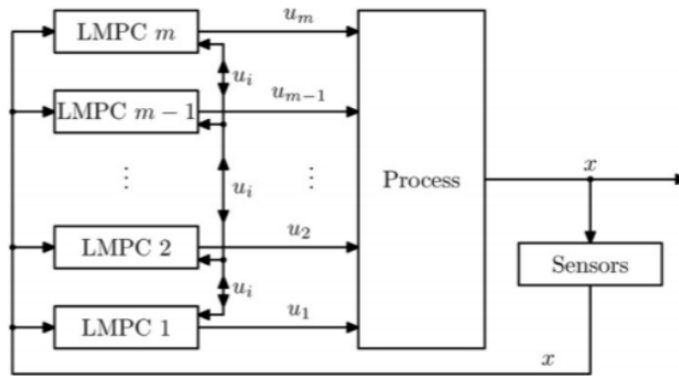 LMPC m
u_m
u_i
LMPC m − 1
u_{m−1}
⋮
u_i
⋮
Process
x
LMPC 2
u_2
Sensors
u_i
LMPC 1
u_1
x